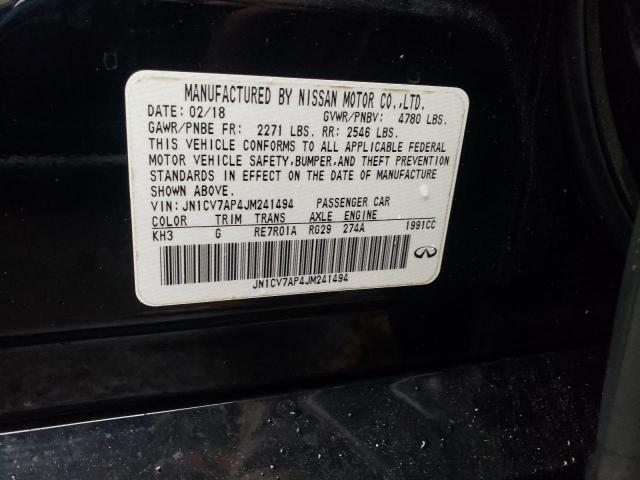 MANUFACTURED BY NISSAN MOTOR CO.,LTD.
DATE: 02/18 GVWR/PNBV: 4780 LBS.
GAWR/PNBE FR: 2271 LBS. RR: 2546 LBS.
THIS VEHICLE CONFORMS TO ALL APPLICABLE FEDERAL
MOTOR VEHICLE SAFETY,BUMPER,AND THEFT PREVENTION
STANDARDS IN EFFECT ON THE DATE OF MANUFACTURE
SHOWN ABOVE.
VIN:JN1CV7AP4JM241494 PASSENGER CAR
COLOR TRIM TRANS AXLE ENGINE
KH3 G RE7R01A RG29 274A 1991CC
JN1CV7AP4JM241494